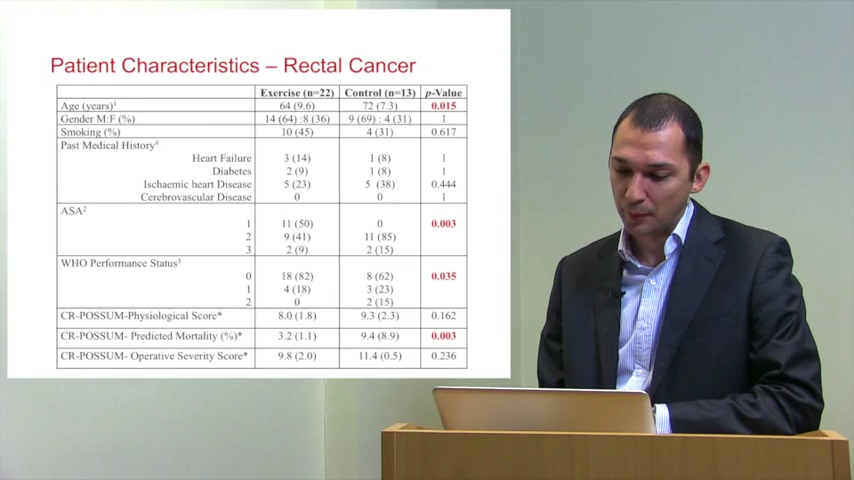 Patient Characteristics – Rectal Cancer
Exercise (n=22) Control (n=13) p-Value
Age (years)¹ 64 (9.6) 72 (7.3) 0.015
Gender M:F (%) 14 (64) :8 (36) 9 (69) : 4 (31) 1
Smoking (%) 10 (45) 4 (31) 0.617
Past Medical History#
Heart Failure 3 (14) 1 (8) 1
Diabetes 2 (9) 1 (8) 1
Ischaemic heart Disease 5 (23) 5 (38) 0.444
Cerebrovascular Disease 0 0 1
ASA²
1 11 (50) 0 0.003
2 9 (41) 11 (85)
3 2 (9) 2 (15)
WHO Performance Status³
0 18 (82) 8 (62) 0.035
1 4 (18) 3 (23)
2 0 2 (15)
CR-POSSUM-Physiological Score* 8.0 (1.8) 9.3 (2.3) 0.162
CR-POSSUM- Predicted Mortality (%)* 3.2 (1.1) 9.4 (8.9) 0.003
CR-POSSUM- Operative Severity Score* 9.8 (2.0) 11.4 (0.5) 0.236